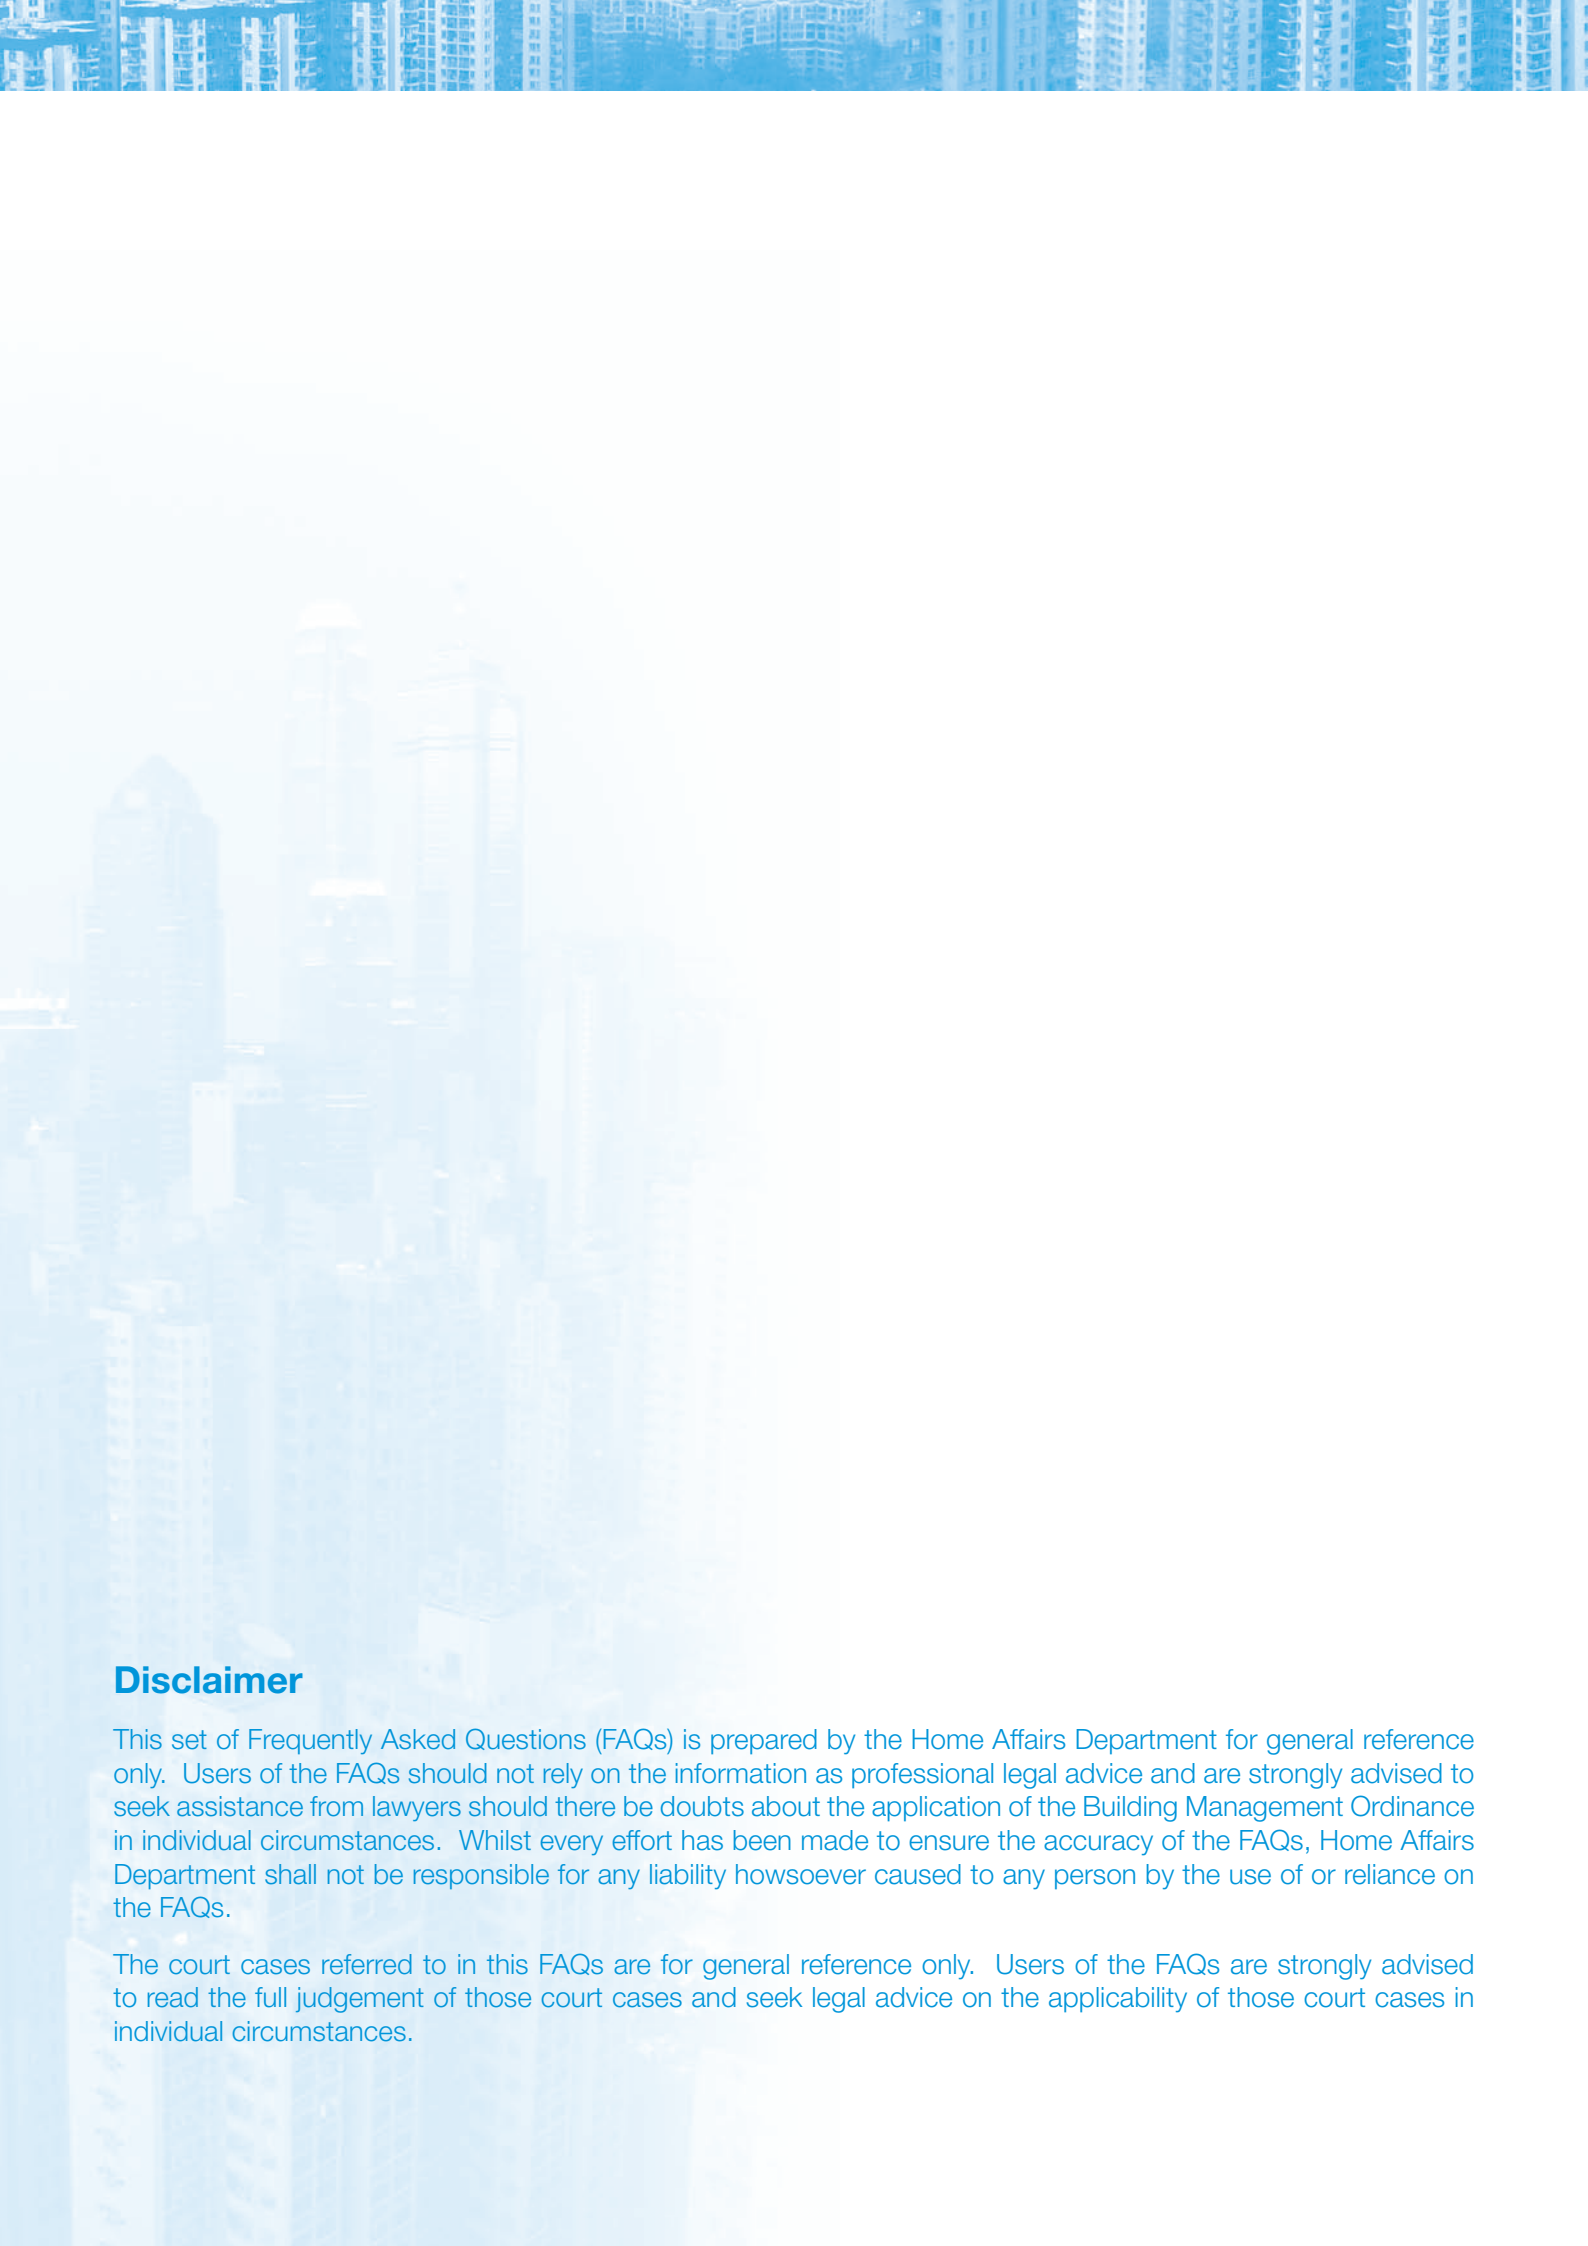 Disclaimer
This set of Frequently Asked Questions (FAQs) is prepared by the Home Affairs Department for general reference
only.  Users of the FAQs should not rely on the information as professional legal advice and are strongly advised to
seek assistance from lawyers should there be doubts about the application of the Building Management Ordinance
in individual circumstances.  Whilst every effort has been made to ensure the accuracy of the FAQs, Home Affairs
Department shall not be responsible for any liability howsoever caused to any person by the use of or reliance on
the FAQs.
The court cases referred to in this FAQs are for general reference only.  Users of the FAQs are strongly advised
to read the full judgement of those court cases and seek legal advice on the applicability of those court cases in
individual circumstances.